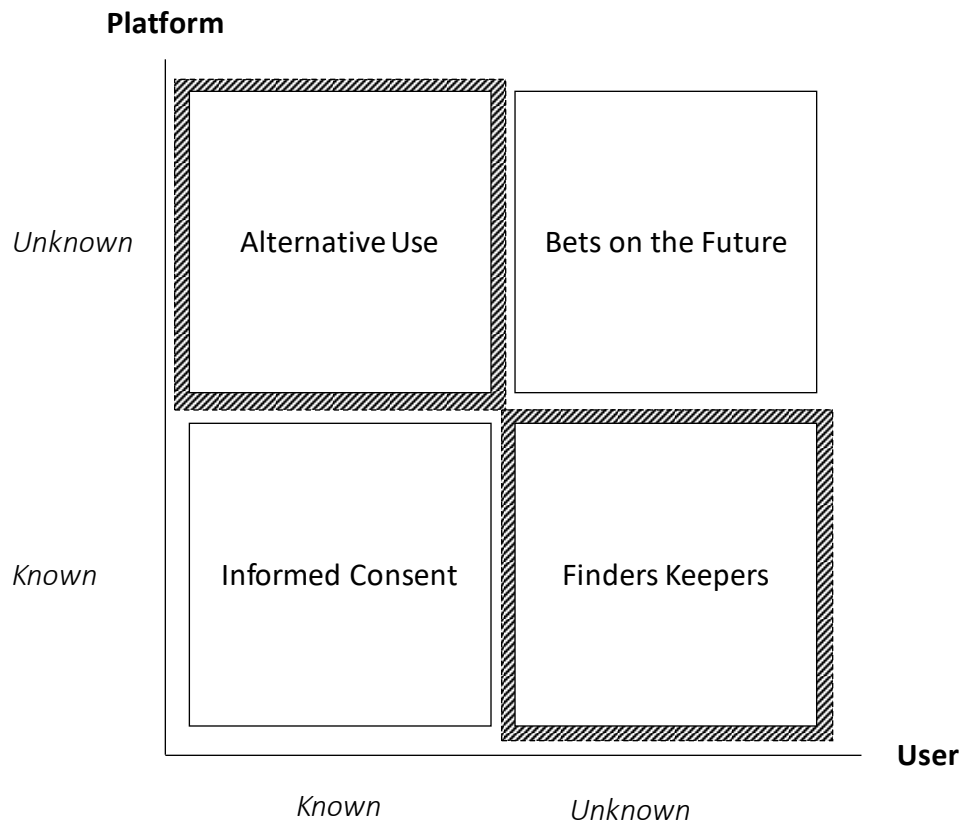 Platform
Unknown
Alternative Use
Bets on the Future
Known
Informed Consent
Finders Keepers
User
Known
Unknown